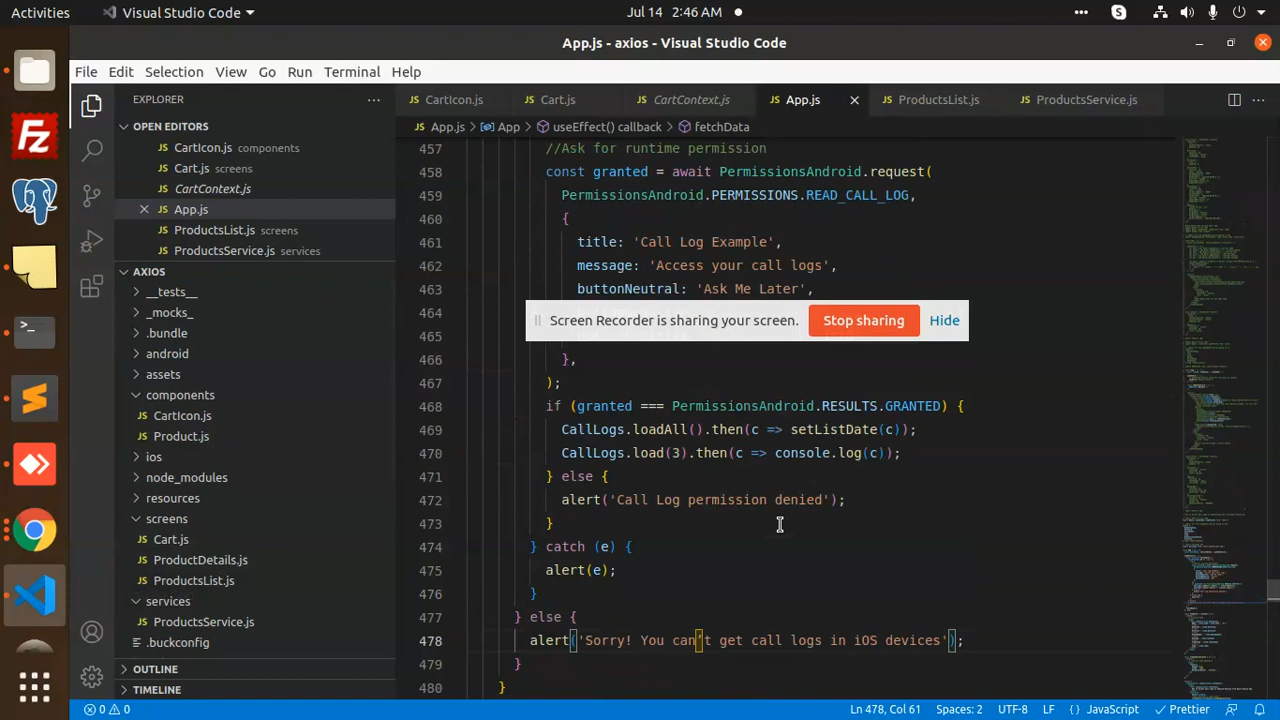 Activities
Visual Studio Code
Jul 14 2:46 AM
App.js - axios - Visual Studio Code
File Edit Selection View Go Run Terminal Help
EXPLORER
CartIcon.js
Cart.js
CartContext.js
App.js
ProductsList.js
ProductsService.js
OPEN EDITORS
App.js > App > useEffect() callback > fetchData
CartIcon.js components
Cart.js screens
CartContext.js
App.js
ProductsList.js screens
ProductsService.js services
AXIOS
__tests__
_mocks_
.bundle
android
assets
components
CartIcon.js
Product.js
ios
node_modules
resources
screens
Cart.js
ProductDetails.js
ProductsList.js
services
ProductsService.js
.buckconfig
OUTLINE
TIMELINE
457 //Ask for runtime permission
458 const granted = await PermissionsAndroid.request(
459 PermissionsAndroid.PERMISSIONS.READ_CALL_LOG,
460 {
461 title: 'Call Log Example',
462 message: 'Access your call logs',
463 buttonNeutral: 'Ask Me Later',
464
Screen Recorder is sharing your screen. Stop sharing Hide
465
466 },
467 );
468 if (granted === PermissionsAndroid.RESULTS.GRANTED) {
469 CallLogs.loadAll().then(c => setListDate(c));
470 CallLogs.load(3).then(c => console.log(c));
471 } else {
472 alert('Call Log permission denied');
473 }
474 } catch (e) {
475 alert(e);
476 }
477 } else {
478 alert('Sorry! You can't get call logs in iOS devices');
479 }
480 }
0 0
Ln 478, Col 61 Spaces: 2 UTF-8 LF {} JavaScript Prettier